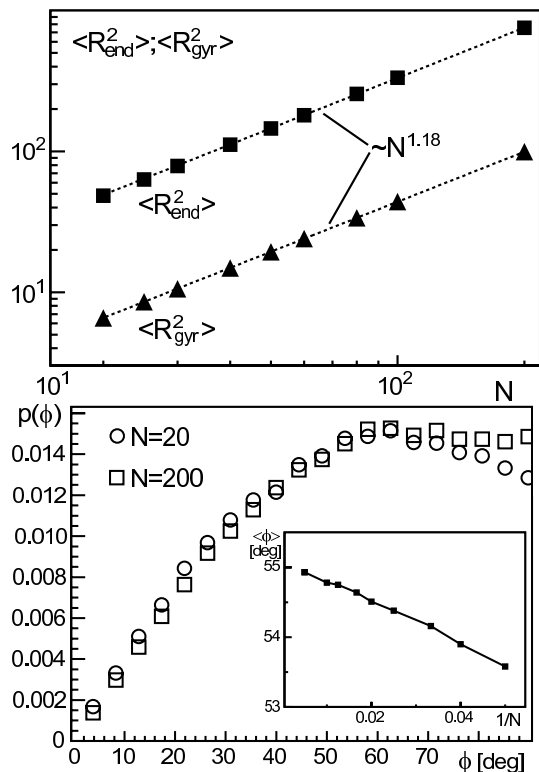 <R²end>;<R²gyr>
10²
~N^1.18
<R²end>
10¹
<R²gyr>
10¹ 10² N
p(ϕ)
0.014 N=20
0.012 N=200
0.010 <ϕ> [deg]
0.008 55
0.006
0.004 54
0.002 53 0.02 0.04 1/N
0
0 10 20 30 40 50 60 70 ϕ [deg]